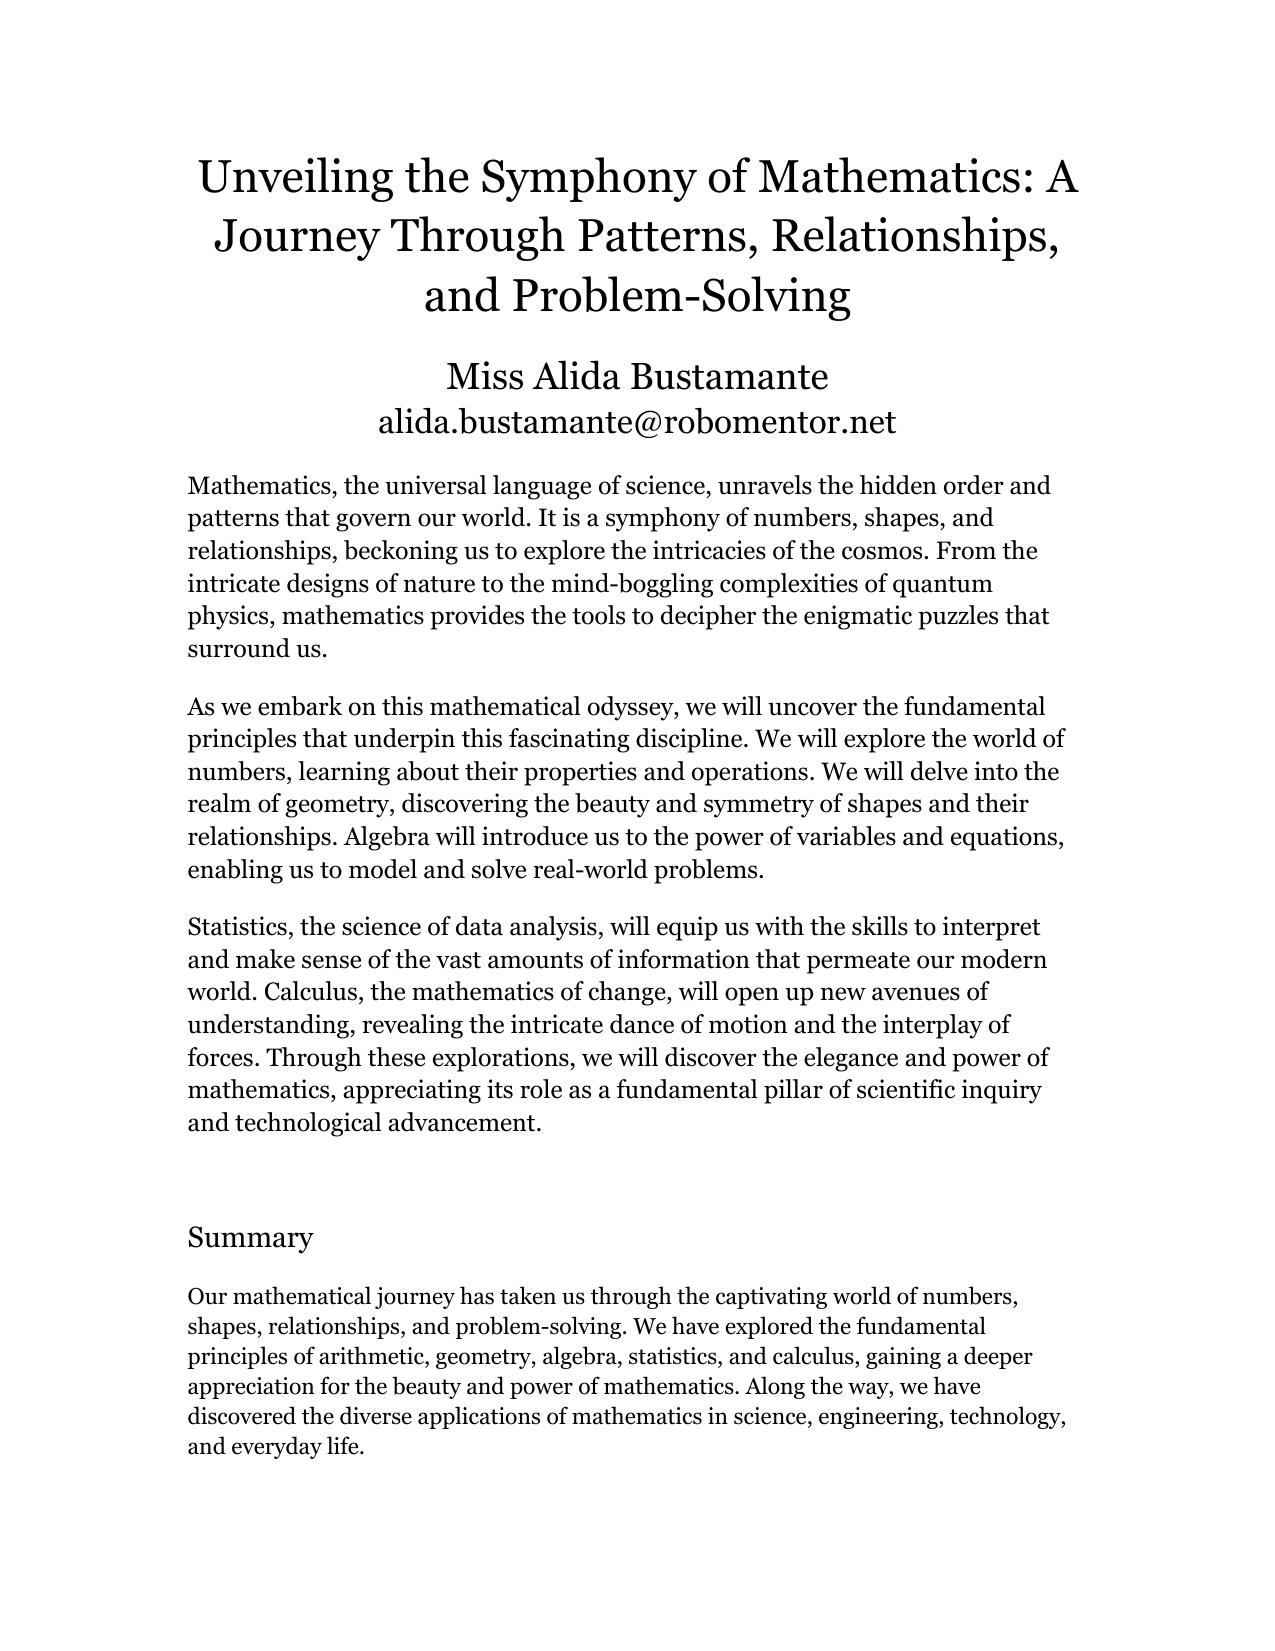 Unveiling the Symphony of Mathematics: A
Journey Through Patterns, Relationships,
and Problem-Solving
Miss Alida Bustamante
alida.bustamante@robomentor.net
Mathematics, the universal language of science, unravels the hidden order and
patterns that govern our world. It is a symphony of numbers, shapes, and
relationships, beckoning us to explore the intricacies of the cosmos. From the
intricate designs of nature to the mind-boggling complexities of quantum
physics, mathematics provides the tools to decipher the enigmatic puzzles that
surround us.
As we embark on this mathematical odyssey, we will uncover the fundamental
principles that underpin this fascinating discipline. We will explore the world of
numbers, learning about their properties and operations. We will delve into the
realm of geometry, discovering the beauty and symmetry of shapes and their
relationships. Algebra will introduce us to the power of variables and equations,
enabling us to model and solve real-world problems.
Statistics, the science of data analysis, will equip us with the skills to interpret
and make sense of the vast amounts of information that permeate our modern
world. Calculus, the mathematics of change, will open up new avenues of
understanding, revealing the intricate dance of motion and the interplay of
forces. Through these explorations, we will discover the elegance and power of
mathematics, appreciating its role as a fundamental pillar of scientific inquiry
and technological advancement.
Summary
Our mathematical journey has taken us through the captivating world of numbers,
shapes, relationships, and problem-solving. We have explored the fundamental
principles of arithmetic, geometry, algebra, statistics, and calculus, gaining a deeper
appreciation for the beauty and power of mathematics. Along the way, we have
discovered the diverse applications of mathematics in science, engineering, technology,
and everyday life.